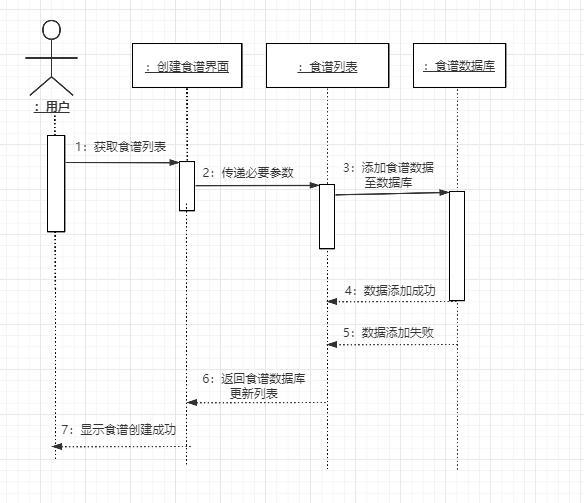 ：用户
：创建食谱界面
：食谱列表
：食谱数据库
1：获取食谱列表
2：传递必要参数
3：添加食谱数据
至数据库
4：数据添加成功
5：数据添加失败
6：返回食谱数据库
更新列表
7：显示食谱创建成功